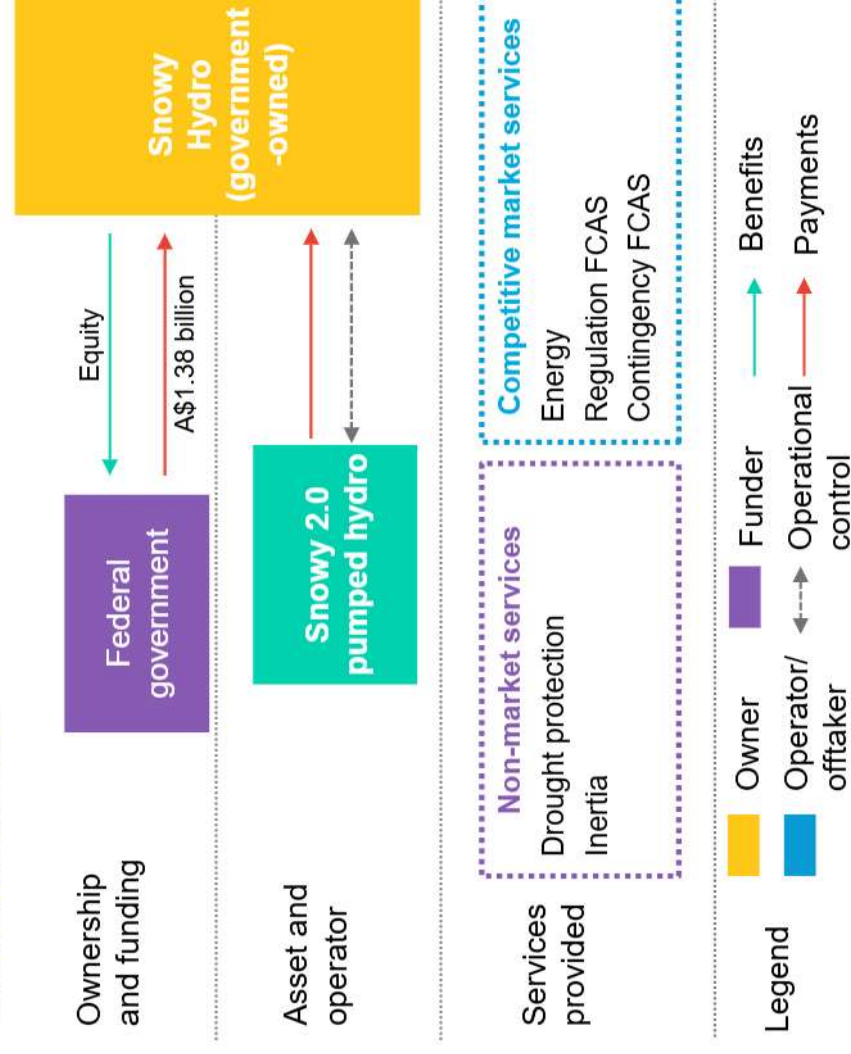 Ownership
and funding
Federal
government
Equity
A$1.38 billion
Snowy
Hydro
(government
-owned)
Asset and
operator
Snowy 2.0
pumped hydro
Services
provided
Non-market services
Drought protection
Inertia
Competitive market services
Energy
Regulation FCAS
Contingency FCAS
Legend
Owner
Funder
Benefits
Operator/
offtaker
Operational
control
Payments